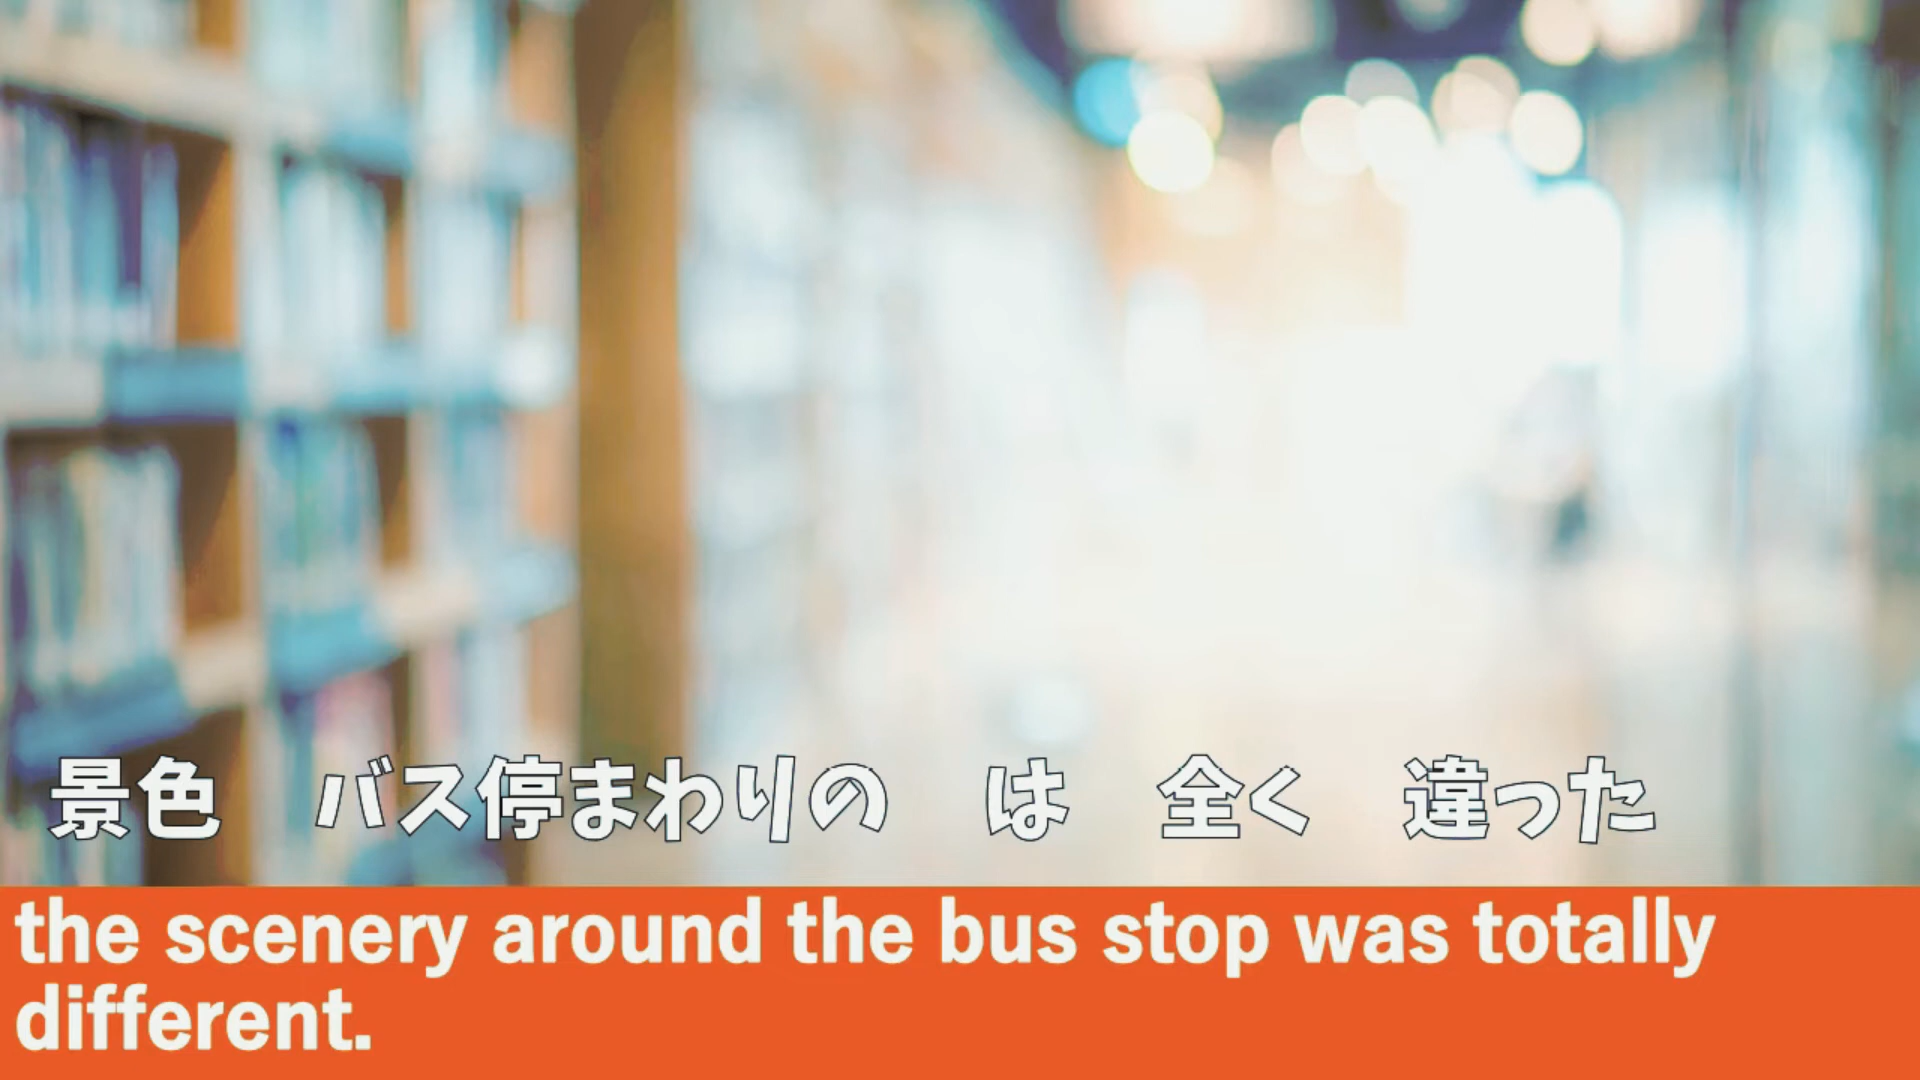 景色　バス停まわりの　は　全く　違った
the scenery around the bus stop was totally
different.